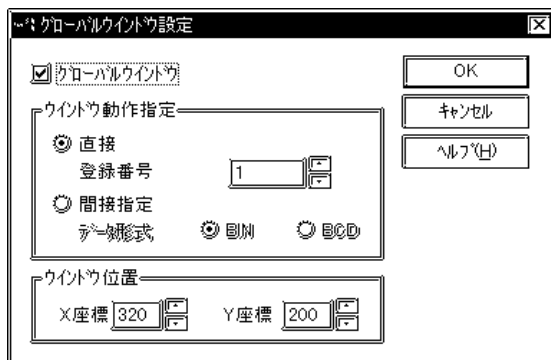 ｸﾞﾛｰﾊﾞﾙｳｲﾝﾄﾞｳ設定
ｸﾞﾛｰﾊﾞﾙｳｲﾝﾄﾞｳ
OK
ｷｬﾝｾﾙ
ﾍﾙﾌﾟ(H)
ｳｲﾝﾄﾞｳ動作指定
直接
登録番号 1
間接指定
ﾃﾞｰﾀ形式 BIN BCD
ｳｲﾝﾄﾞｳ位置
X座標 320 Y座標 200